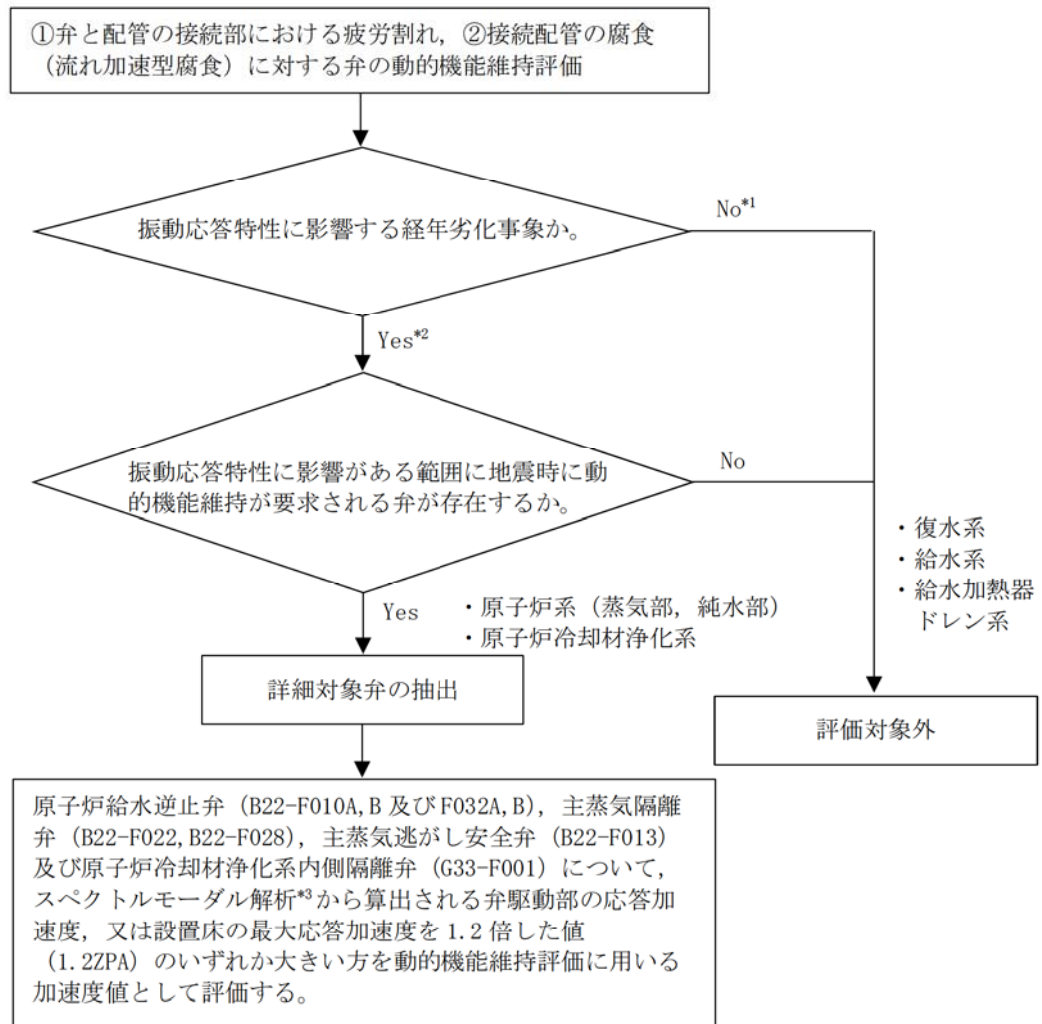 ①弁と配管の接続部における疲労割れ，②接続配管の腐食
（流れ加速型腐食）に対する弁の動的機能維持評価
振動応答特性に影響する経年劣化事象か。
No*1
Yes*2
振動応答特性に影響がある範囲に地震時に動
的機能維持が要求される弁が存在するか。
No
・復水系
・給水系
・給水加熱器
ドレン系
Yes
・原子炉系（蒸気部，純水部）
・原子炉冷却材浄化系
詳細対象弁の抽出
評価対象外
原子炉給水逆止弁（B22-F010A,B 及び F032A,B），主蒸気隔離
弁（B22-F022,B22-F028），主蒸気逃がし安全弁（B22-F013）
及び原子炉冷却材浄化系内側隔離弁（G33-F001）について，
スペクトルモーダル解析*3から算出される弁駆動部の応答加
速度，又は設置床の最大応答加速度を 1.2 倍した値
（1.2ZPA）のいずれか大きい方を動的機能維持評価に用いる
加速度値として評価する。